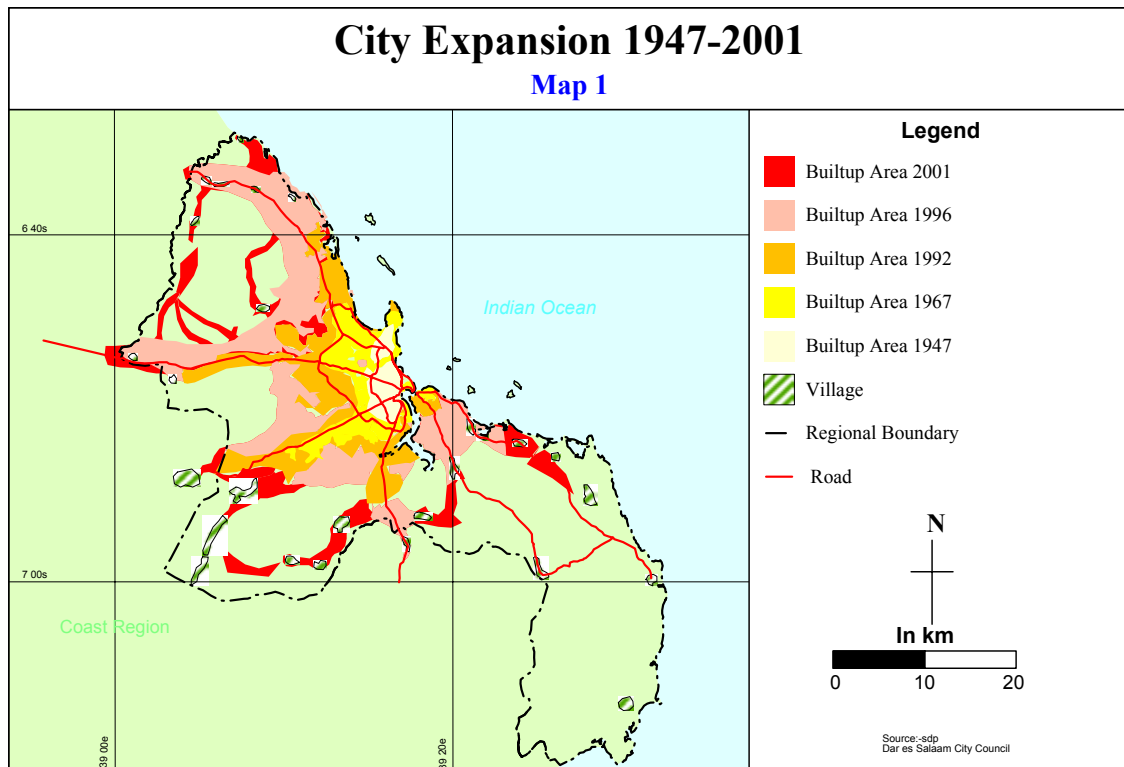 City Expansion 1947-2001
Map 1
Legend
Builtup Area 2001
Builtup Area 1996
Builtup Area 1992
Builtup Area 1967
Builtup Area 1947
Village
Regional Boundary
Road
6 40s
Indian Ocean
7 00s
Coast Region
39 00e
39 20e
N
In km
0 10 20
Source:-sdp
Dar es Salaam City Council